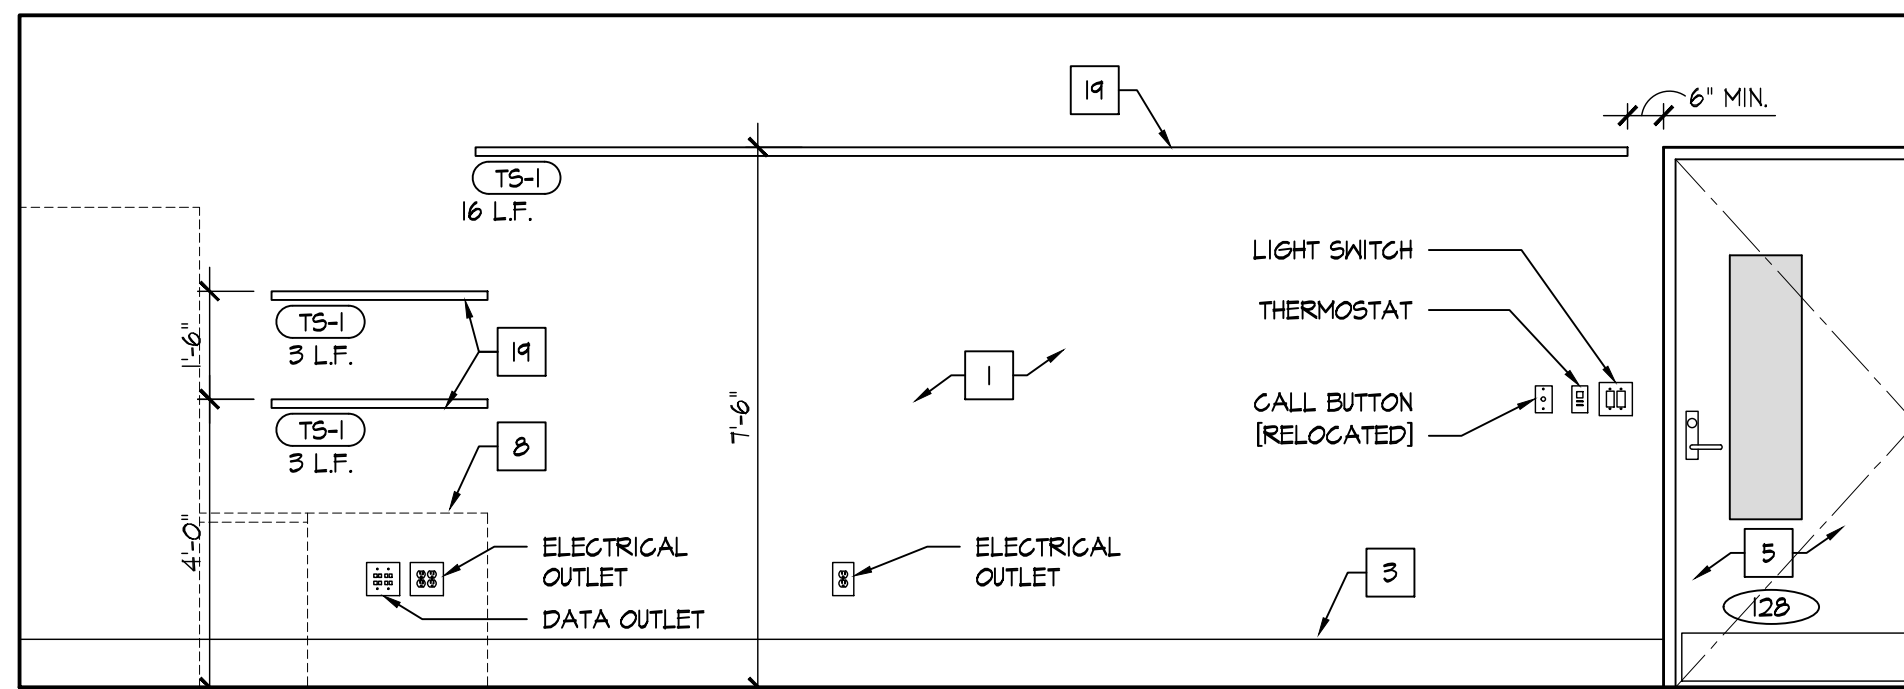 19
6" MIN.
TS-1
16 L.F.
LIGHT SWITCH
THERMOSTAT
TS-1
3 L.F.
19
1'-6"
1
CALL BUTTON
[RELOCATED]
7'-6"
TS-1
3 L.F.
8
4'-0"
ELECTRICAL
OUTLET
DATA OUTLET
ELECTRICAL
OUTLET
3
5
128